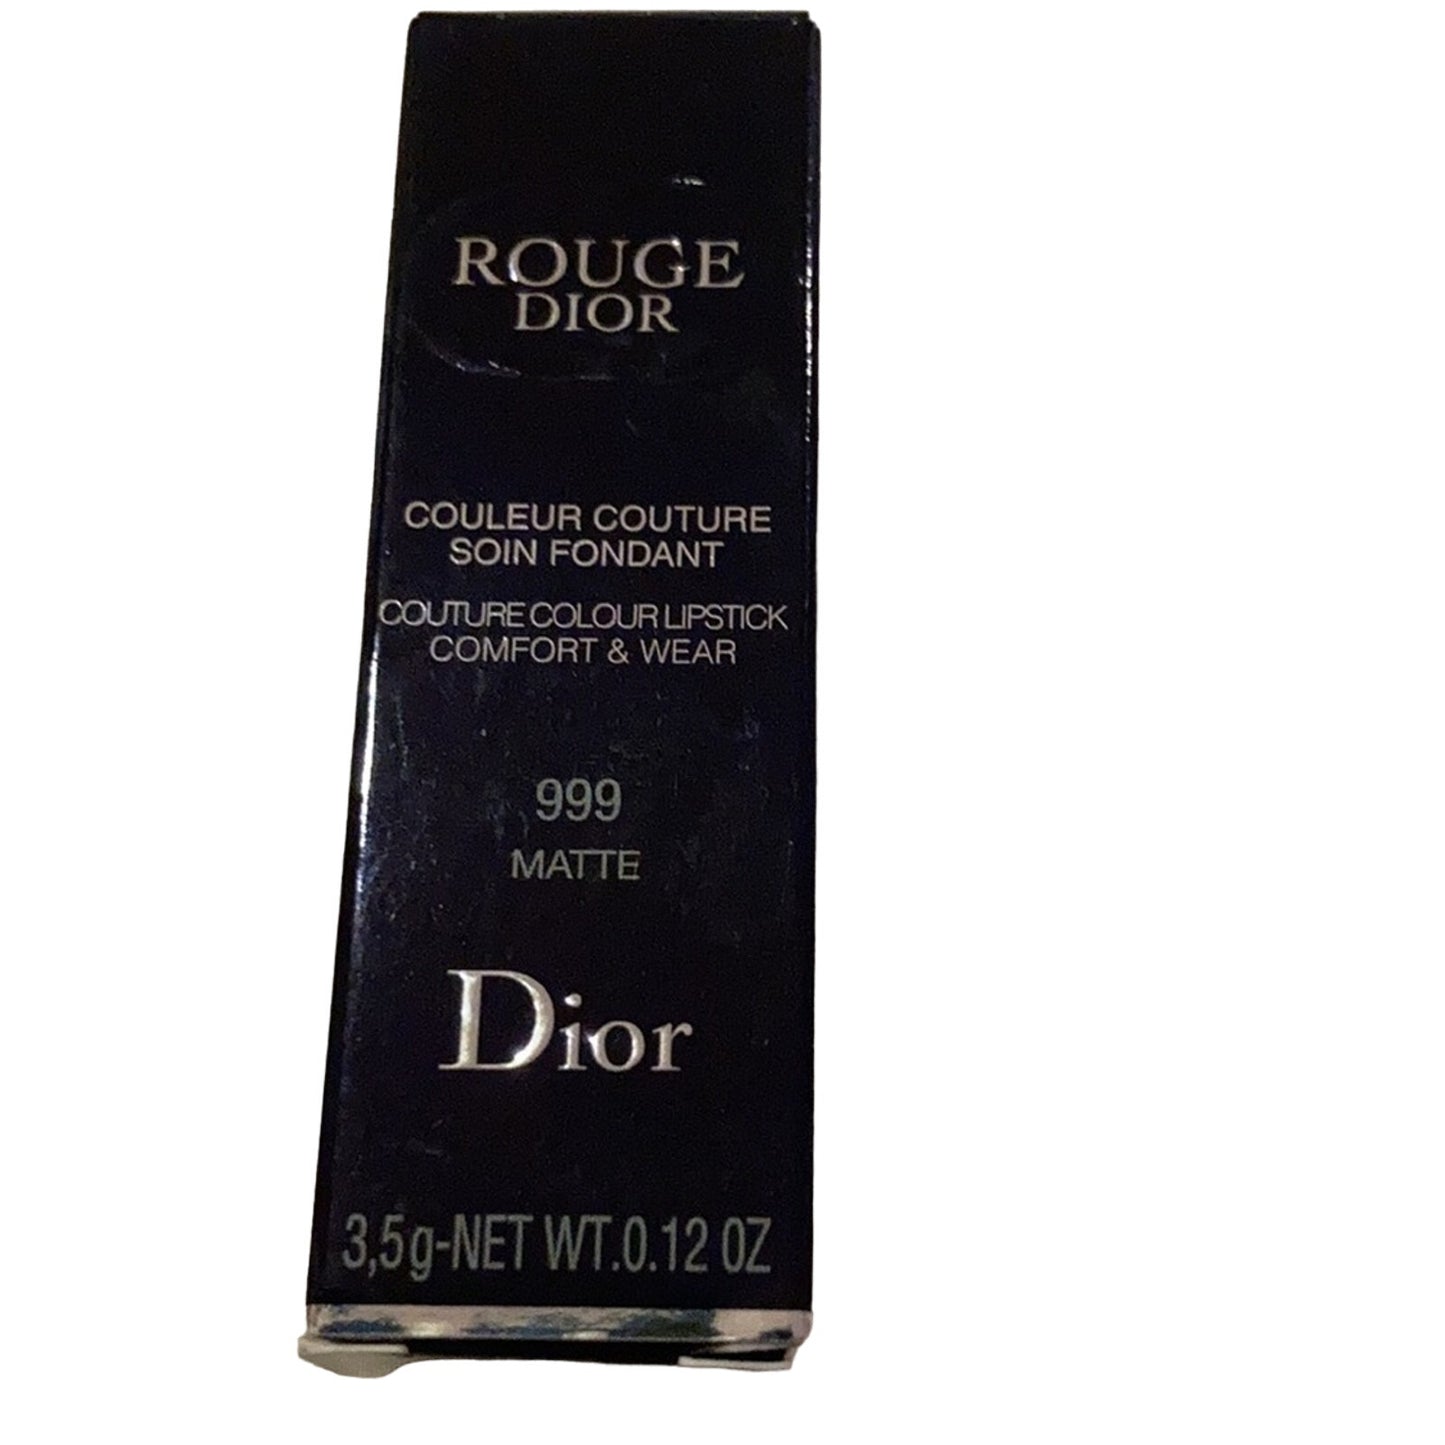 ROUGE
DIOR
COULEUR COUTURE
SOIN FONDANT
COUTURE COLOUR LIPSTICK
COMFORT & WEAR
999
MATTE
Dior
3,5g-NET WT.0.12 OZ